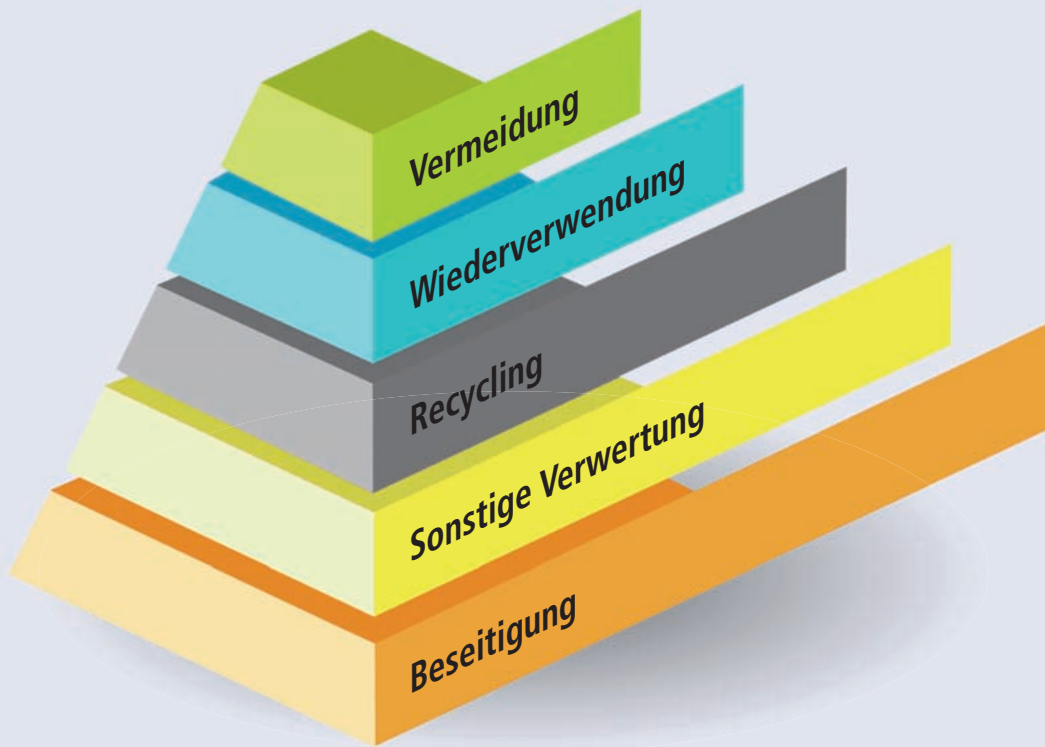 Vermeidung
Wiederverwendung
Recycling
Sonstige Verwertung
Beseitigung